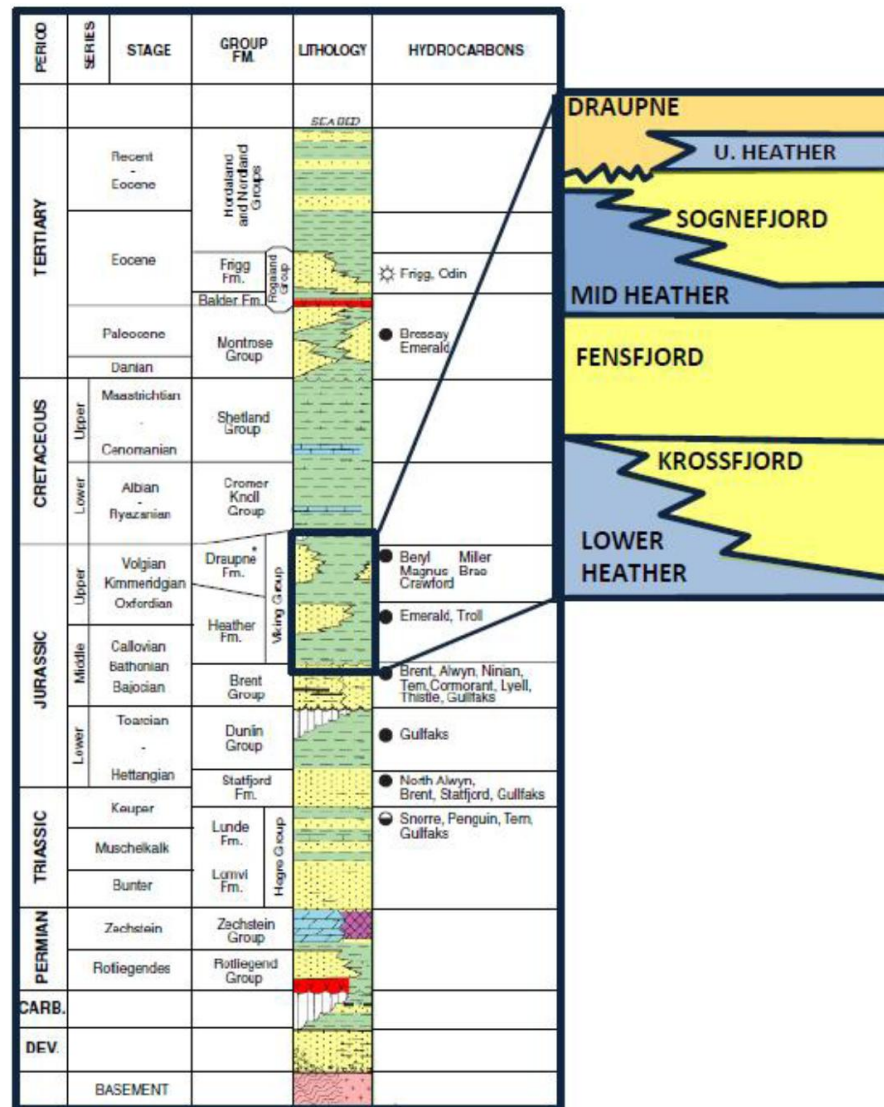 PERIOD
SERIES
STAGE
GROUP
FM.
LITHOLOGY
HYDROCARBONS
SEA BED
TERTIARY
Recent
-
Eocene
Hordaland
and Nordland
Groups
Eocene
Frigg
Fm.
Rogaland
Group
Frigg, Odin
Balder Fm.
Paleocene
Montrose
Group
Bressay
Emerald
Danian
CRETACEOUS
Upper
Maastrichtian
-
Cenomanian
Shetland
Group
Lower
Albian
-
Ryazanian
Cromer
Knoll
Group
JURASSIC
Upper
Volgian
Kimmeridgian
Oxfordian
Draupne*
Fm.
Viking Group
Beryl Miller
Magnus Brae
Crawford
Heather
Fm.
Emerald, Troll
Middle
Callovian
Bathonian
Bajocian
Brent
Group
Brent, Alwyn, Ninian,
Tern, Cormorant, Lyell,
Thistle, Gullfaks
Lower
Toarcian
-
Hettangian
Dunlin
Group
Gullfaks
Statfjord
Fm.
North Alwyn,
Brent, Statfjord, Gullfaks
TRIASSIC
Keuper
Muschelkalk
Bunter
Lunde
Fm.
Lomvi
Fm.
Hegre Group
Snorre, Penguin, Tern,
Gullfaks
PERMIAN
Zechstein
Zechstein
Group
Rotliegendes
Rotliegend
Group
CARB.
DEV.
BASEMENT
DRAUPNE
U. HEATHER
SOGNEFJORD
MID HEATHER
FENSFJORD
KROSSFJORD
LOWER
HEATHER